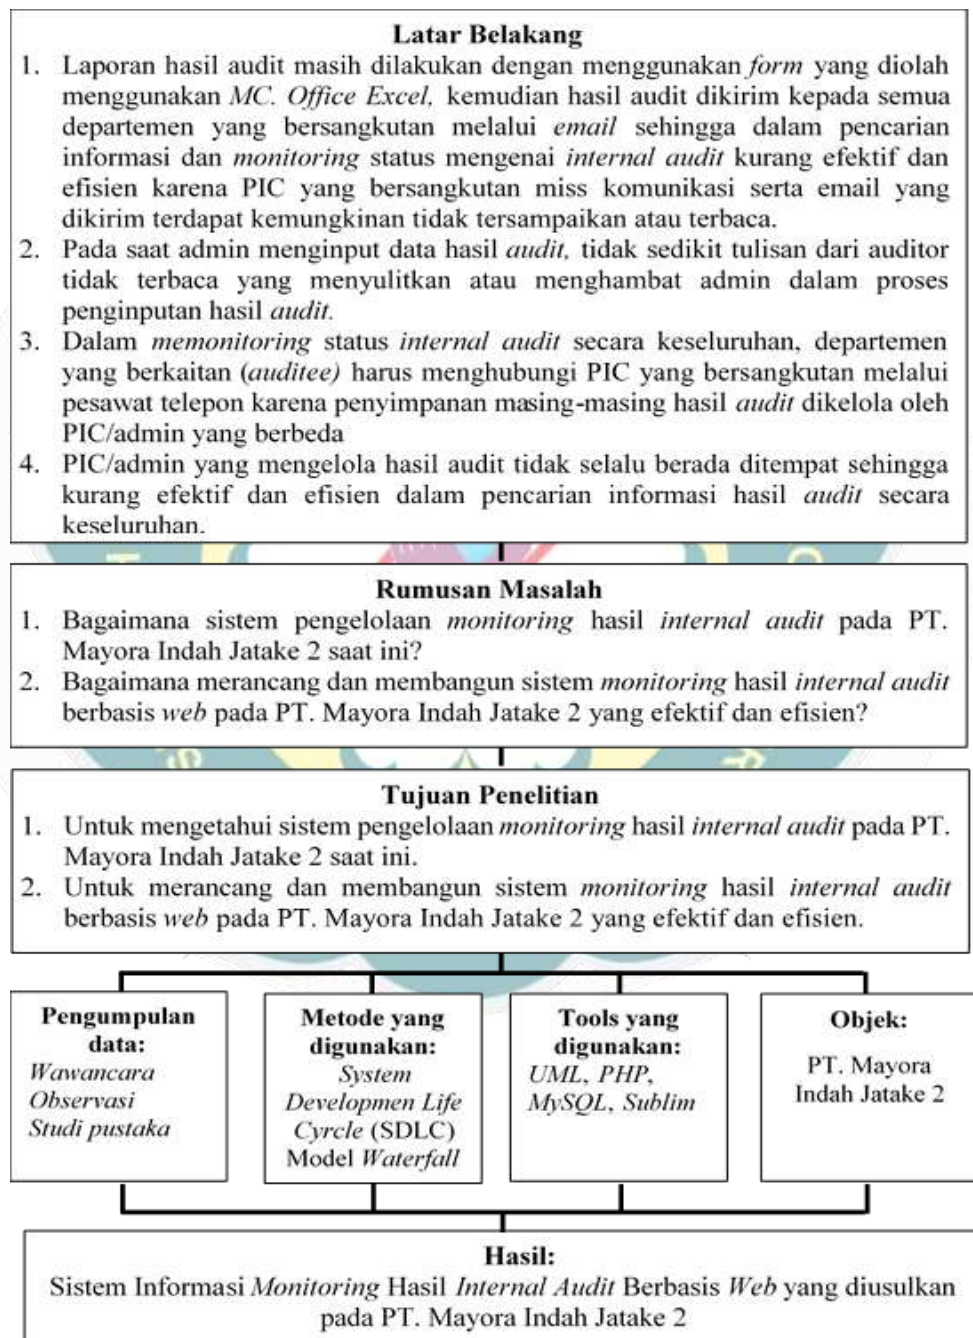 Latar Belakang
1. Laporan hasil audit masih dilakukan dengan menggunakan form yang diolah
menggunakan MC. Office Excel, kemudian hasil audit dikirim kepada semua
departemen yang bersangkutan melalui email sehingga dalam pencarian
informasi dan monitoring status mengenai internal audit kurang efektif dan
efisien karena PIC yang bersangkutan miss komunikasi serta email yang
dikirim terdapat kemungkinan tidak tersampaikan atau terbaca.
2. Pada saat admin menginput data hasil audit, tidak sedikit tulisan dari auditor
tidak terbaca yang menyulitkan atau menghambat admin dalam proses
penginputan hasil audit.
3. Dalam memonitoring status internal audit secara keseluruhan, departemen
yang berkaitan (auditee) harus menghubungi PIC yang bersangkutan melalui
pesawat telepon karena penyimpanan masing-masing hasil audit dikelola oleh
PIC/admin yang berbeda
4. PIC/admin yang mengelola hasil audit tidak selalu berada ditempat sehingga
kurang efektif dan efisien dalam pencarian informasi hasil audit secara
keseluruhan.
Rumusan Masalah
1. Bagaimana sistem pengelolaan monitoring hasil internal audit pada PT.
Mayora Indah Jatake 2 saat ini?
2. Bagaimana merancang dan membangun sistem monitoring hasil internal audit
berbasis web pada PT. Mayora Indah Jatake 2 yang efektif dan efisien?
Tujuan Penelitian
1. Untuk mengetahui sistem pengelolaan monitoring hasil internal audit pada PT.
Mayora Indah Jatake 2 saat ini.
2. Untuk merancang dan membangun sistem monitoring hasil internal audit
berbasis web pada PT. Mayora Indah Jatake 2 yang efektif dan efisien.
Pengumpulan
data:
Wawancara
Observasi
Studi pustaka
Metode yang
digunakan:
System
Developmen Life
Cyrcle (SDLC)
Model Waterfall
Tools yang
digunakan:
UML, PHP,
MySQL, Sublim
Objek:
PT. Mayora
Indah Jatake 2
Hasil:
Sistem Informasi Monitoring Hasil Internal Audit Berbasis Web yang diusulkan
pada PT. Mayora Indah Jatake 2